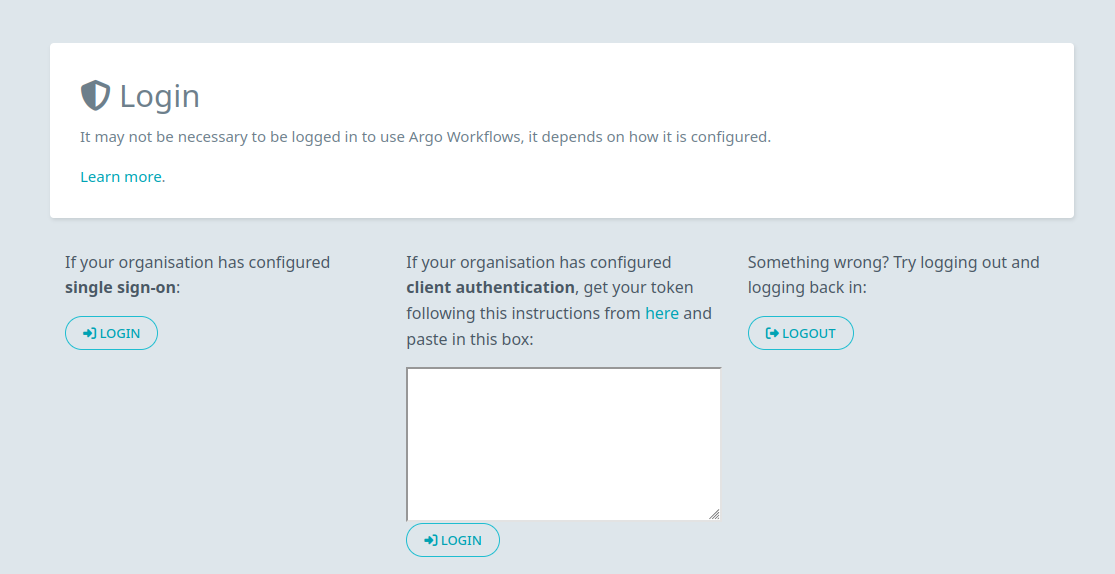 Login
It may not be necessary to be logged in to use Argo Workflows, it depends on how it is configured.
Learn more.
If your organisation has configured
single sign-on:
LOGIN
If your organisation has configured
client authentication, get your token
following this instructions from here and
paste in this box:
LOGIN
Something wrong? Try logging out and
logging back in:
LOGOUT